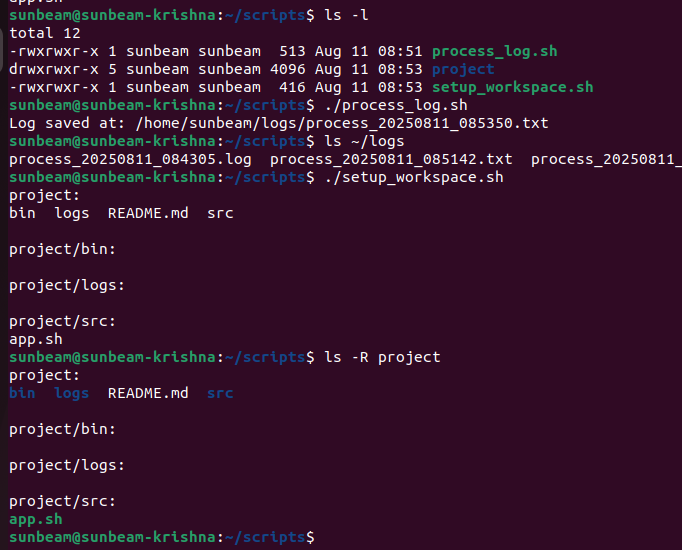 app.sh
sunbeam@sunbeam-krishna:~/scripts$ ls -l
total 12
-rwxrwxr-x 1 sunbeam sunbeam  513 Aug 11 08:51 process_log.sh
drwxrwxr-x 5 sunbeam sunbeam 4096 Aug 11 08:53 project
-rwxrwxr-x 1 sunbeam sunbeam  416 Aug 11 08:53 setup_workspace.sh
sunbeam@sunbeam-krishna:~/scripts$ ./process_log.sh
Log saved at: /home/sunbeam/logs/process_20250811_085350.txt
sunbeam@sunbeam-krishna:~/scripts$ ls ~/logs
process_20250811_084305.log  process_20250811_085142.txt  process_20250811_
sunbeam@sunbeam-krishna:~/scripts$ ./setup_workspace.sh
project:
bin  logs  README.md  src

project/bin:

project/logs:

project/src:
app.sh
sunbeam@sunbeam-krishna:~/scripts$ ls -R project
project:
bin  logs  README.md  src

project/bin:

project/logs:

project/src:
app.sh
sunbeam@sunbeam-krishna:~/scripts$